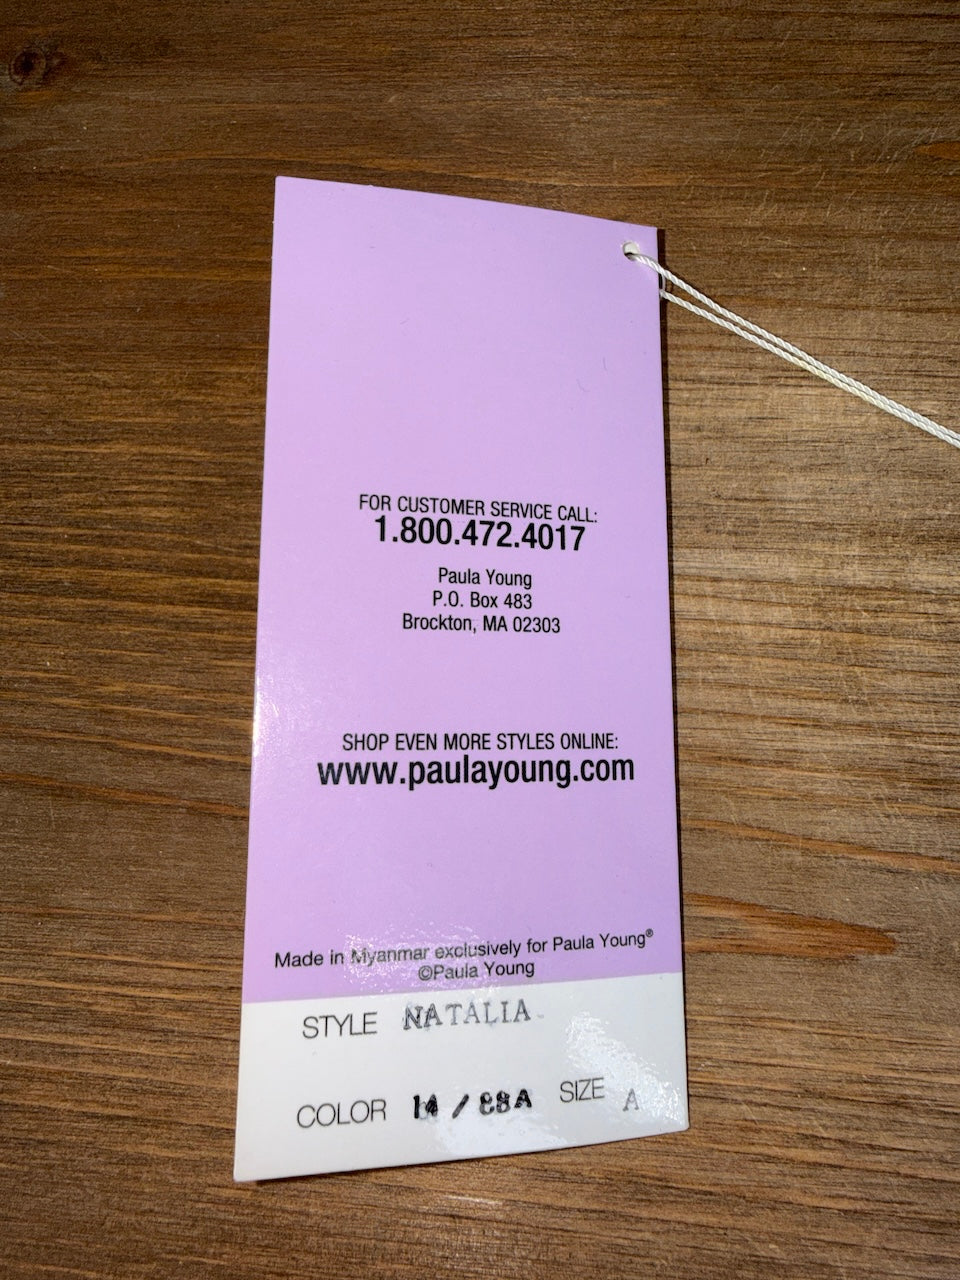 FOR CUSTOMER SERVICE CALL:
1.800.472.4017
Paula Young
P.O. Box 483
Brockton, MA 02303
SHOP EVEN MORE STYLES ONLINE:
www.paulayoung.com
Made in Myanmar exclusively for Paula Young®
©Paula Young
STYLE NATALIA
COLOR 14 / 88A SIZE A